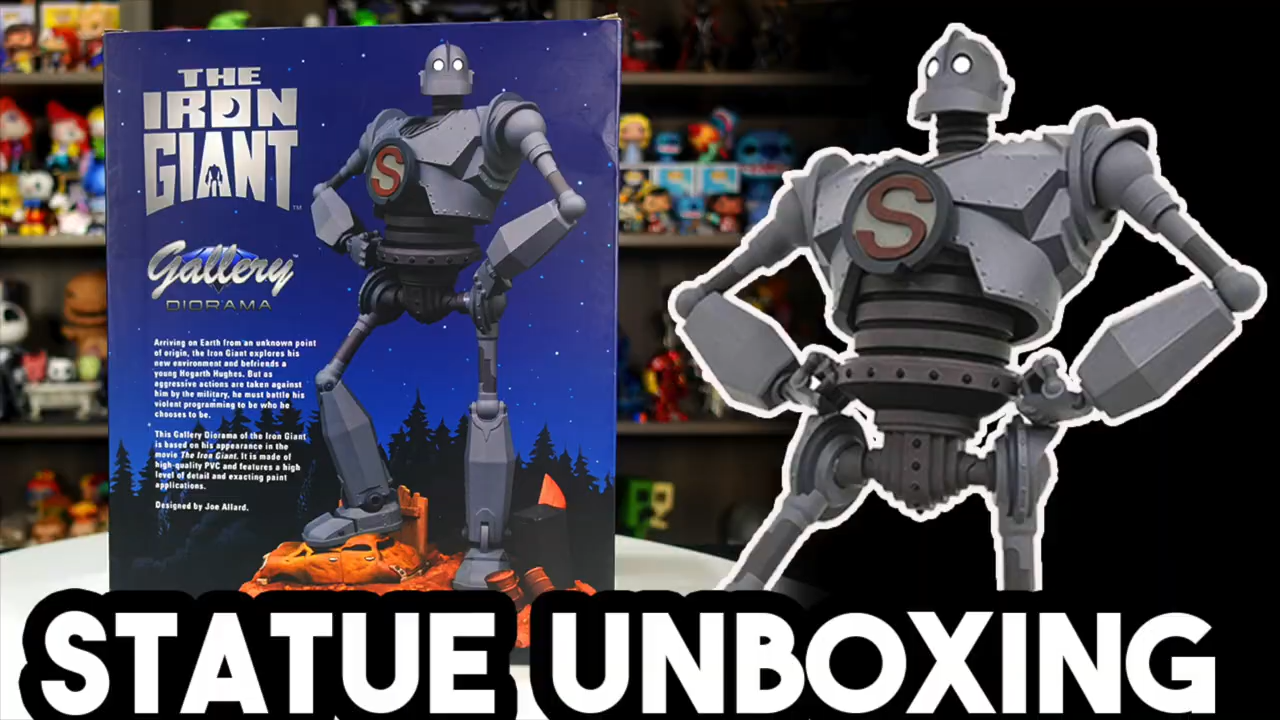 THE
IRON
GIANT
TM
Gallery
DIORAMA
Arriving on Earth from an unknown point
of origin, the Iron Giant explores his
new environment and befriends a
young Hogarth Hughes. But as
aggressive actions are taken against
him by the military, he must battle his
violent programming to be who he
chooses to be.
This Gallery Diorama of the Iron Giant
is based on his appearance in the
movie The Iron Giant. It is made of
high-quality PVC and features a high
level of detail and exacting paint
applications.
Designed by Joe Allard.
S
S
STATUE UNBOXING